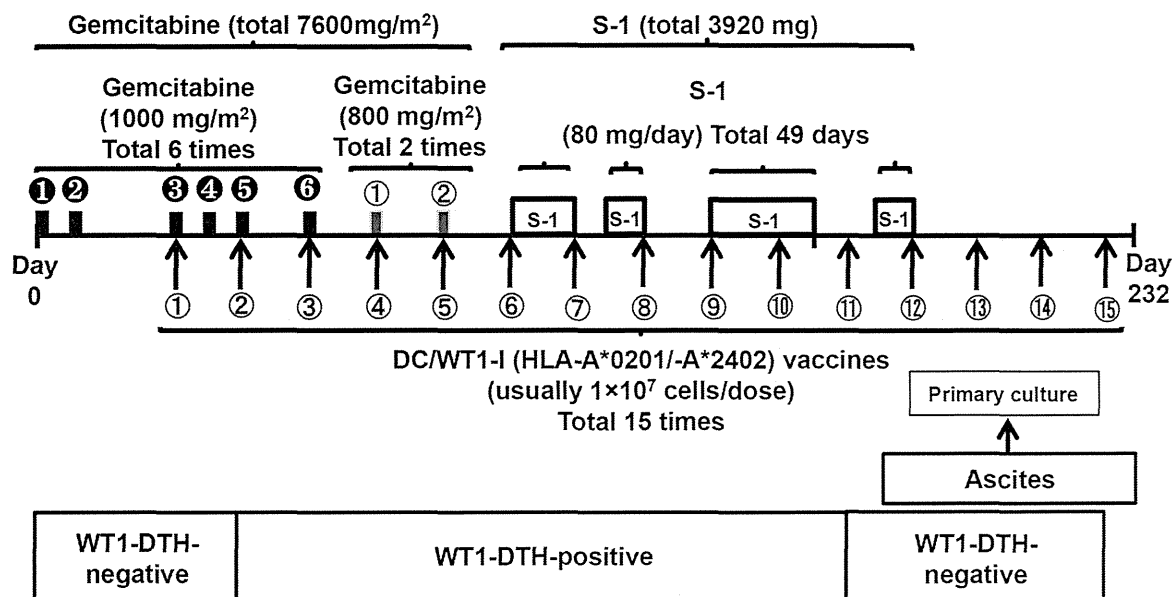 Gemcitabine (total 7600mg/m²)
S-1 (total 3920 mg)
Gemcitabine
(1000 mg/m²)
Total 6 times
Gemcitabine
(800 mg/m²)
Total 2 times
S-1
(80 mg/day) Total 49 days
❶ ❷ ❸ ❹ ❺ ❻ ① ②
S-1 S-1 S-1 S-1
Day
0
Day
232
① ② ③ ④ ⑤ ⑥ ⑦ ⑧ ⑨ ⑩ ⑪ ⑫ ⑬ ⑭ ⑮
DC/WT1-I (HLA-A*0201/-A*2402) vaccines
(usually 1×10⁷ cells/dose)
Total 15 times
Primary culture
Ascites
WT1-DTH-
negative
WT1-DTH-positive
WT1-DTH-
negative